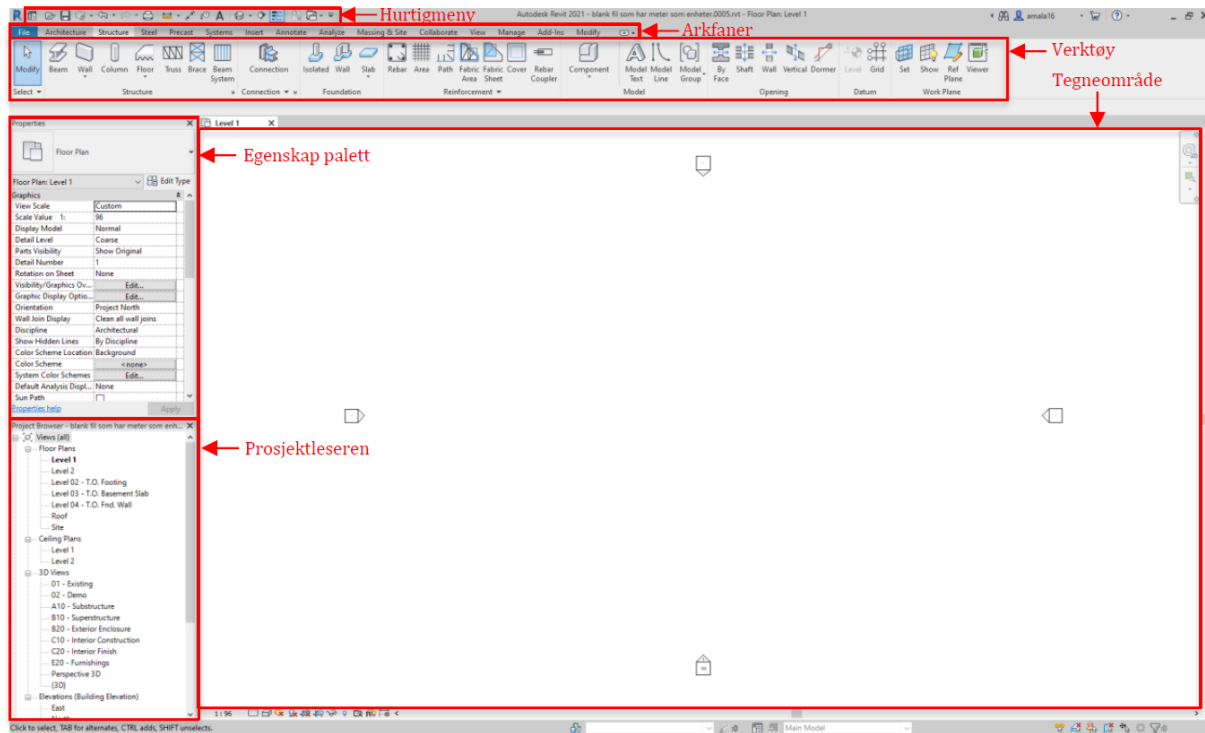 Hurtigmeny
Autodesk Revit 2021 - blank fil som har meter som enheter.0005.rvt - Floor Plan: Level 1
amala16
File Architecture Structure Steel Precast Systems Insert Annotate Analyze Massing & Site Collaborate View Manage Add-Ins Modify
Arkfaner
Verktøy
Modify Beam Wall Column Floor Truss Brace Beam System Connection Isolated Wall Slab Rebar Area Path Fabric Area Fabric Sheet Cover Rebar Coupler Component Model Text Model Line Model Group By Face Shaft Wall Vertical Dormer Level Grid Set Show Ref Plane Viewer
Select Structure Connection Foundation Reinforcement Model Opening Datum Work Plane
Tegneområde
Properties
Level 1
Floor Plan
Egenskap palett
Floor Plan: Level 1 Edit Type
Graphics
View Scale Custom
Scale Value 1: 96
Display Model Normal
Detail Level Coarse
Parts Visibility Show Original
Detail Number 1
Rotation on Sheet None
Visibility/Graphics Ov... Edit...
Graphic Display Optio... Edit...
Orientation Project North
Wall Join Display Clean all wall joins
Discipline Architectural
Show Hidden Lines By Discipline
Color Scheme Location Background
Color Scheme <none>
System Color Schemes Edit...
Default Analysis Displ... None
Sun Path
Properties help Apply
Project Browser - blank fil som har meter som enh...
Prosjektleseren
Views (all)
Floor Plans
Level 1
Level 2
Level 02 - T.O. Footing
Level 03 - T.O. Basement Slab
Level 04 - T.O. Fnd. Wall
Roof
Site
Ceiling Plans
Level 1
Level 2
3D Views
01 - Existing
02 - Demo
A10 - Substructure
B10 - Superstructure
B20 - Exterior Enclosure
C10 - Interior Construction
C20 - Interior Finish
E20 - Furnishings
Perspective 3D
{3D}
Elevations (Building Elevation)
East
North
1 : 96
Click to select, TAB for alternates, CTRL adds, SHIFT unselects.
:0
Main Model
:0